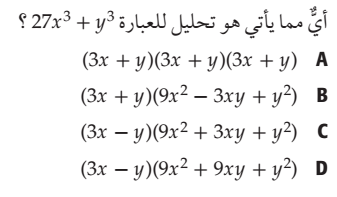 أيٌّ مما يأتي هو تحليل للعبارة 27x³ + y³ ؟
A (3x + y)(3x + y)(3x + y)
B (3x + y)(9x² − 3xy + y²)
C (3x − y)(9x² + 3xy + y²)
D (3x − y)(9x² + 9xy + y²)